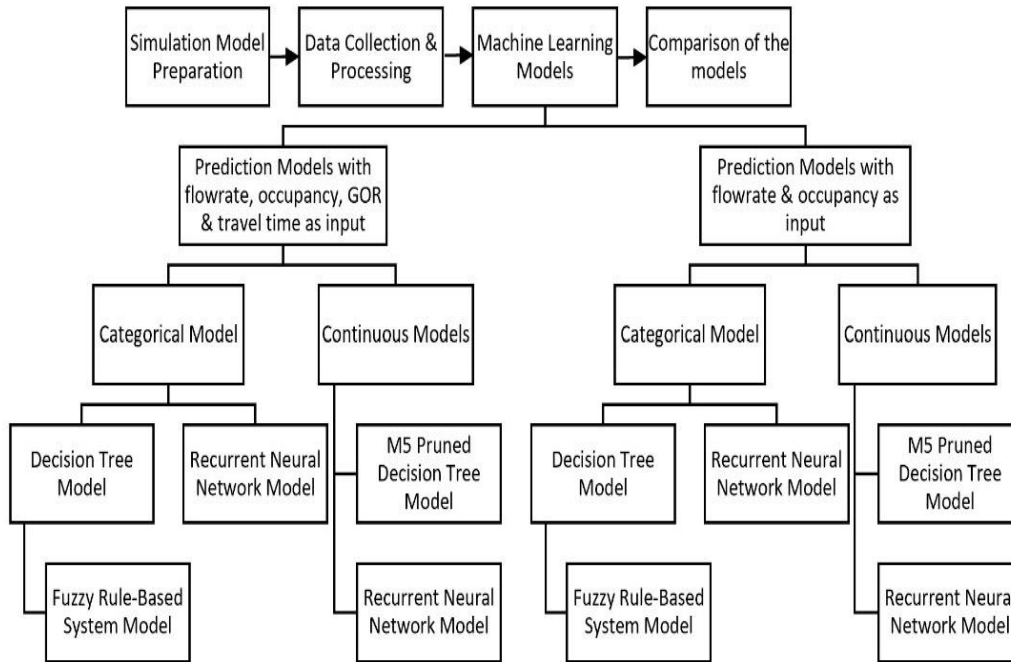 Simulation Model
Preparation
Data Collection &
Processing
Machine Learning
Models
Comparison of the
models
Prediction Models with
flowrate, occupancy, GOR
& travel time as input
Prediction Models with
flowrate & occupancy as
input
Categorical Model
Continuous Models
Categorical Model
Continuous Models
Decision Tree
Model
Recurrent Neural
Network Model
M5 Pruned
Decision Tree
Model
Decision Tree
Model
Recurrent Neural
Network Model
M5 Pruned
Decision Tree
Model
Fuzzy Rule-Based
System Model
Recurrent Neural
Network Model
Fuzzy Rule-Based
System Model
Recurrent Neural
Network Model